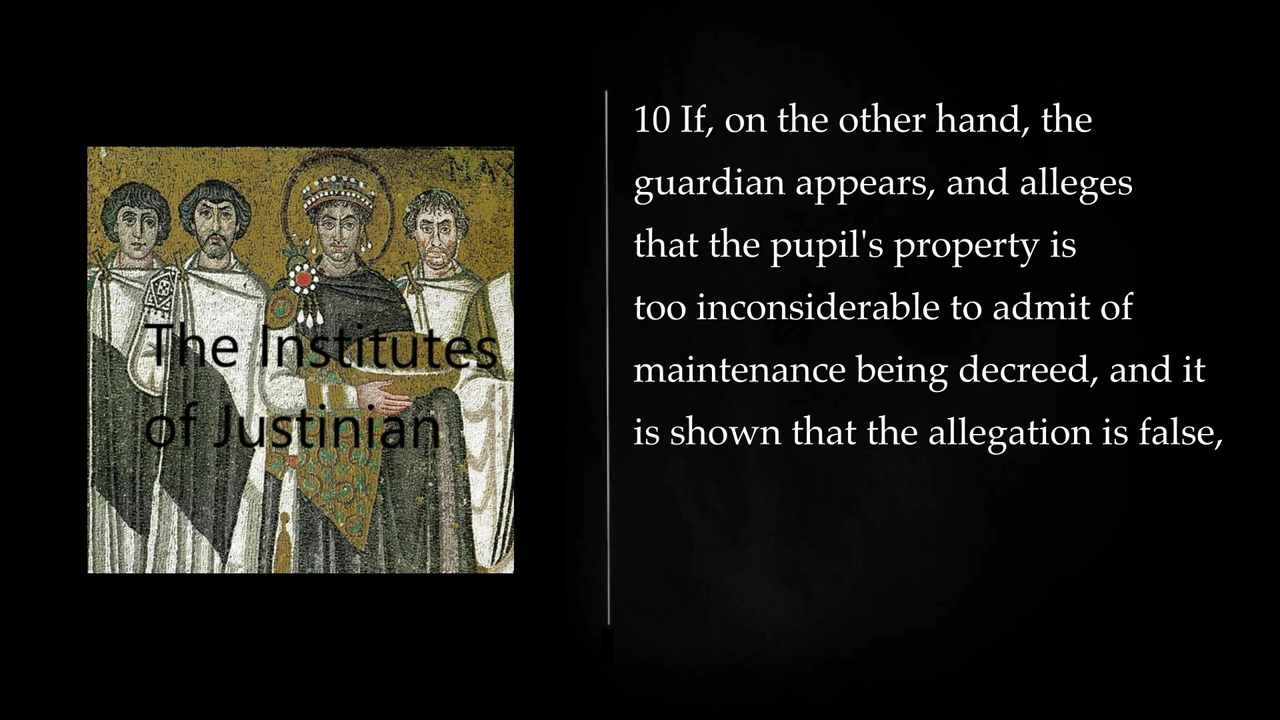 MAX
The Institutes
of Justinian
10 If, on the other hand, the
guardian appears, and alleges
that the pupil's property is
too inconsiderable to admit of
maintenance being decreed, and it
is shown that the allegation is false,